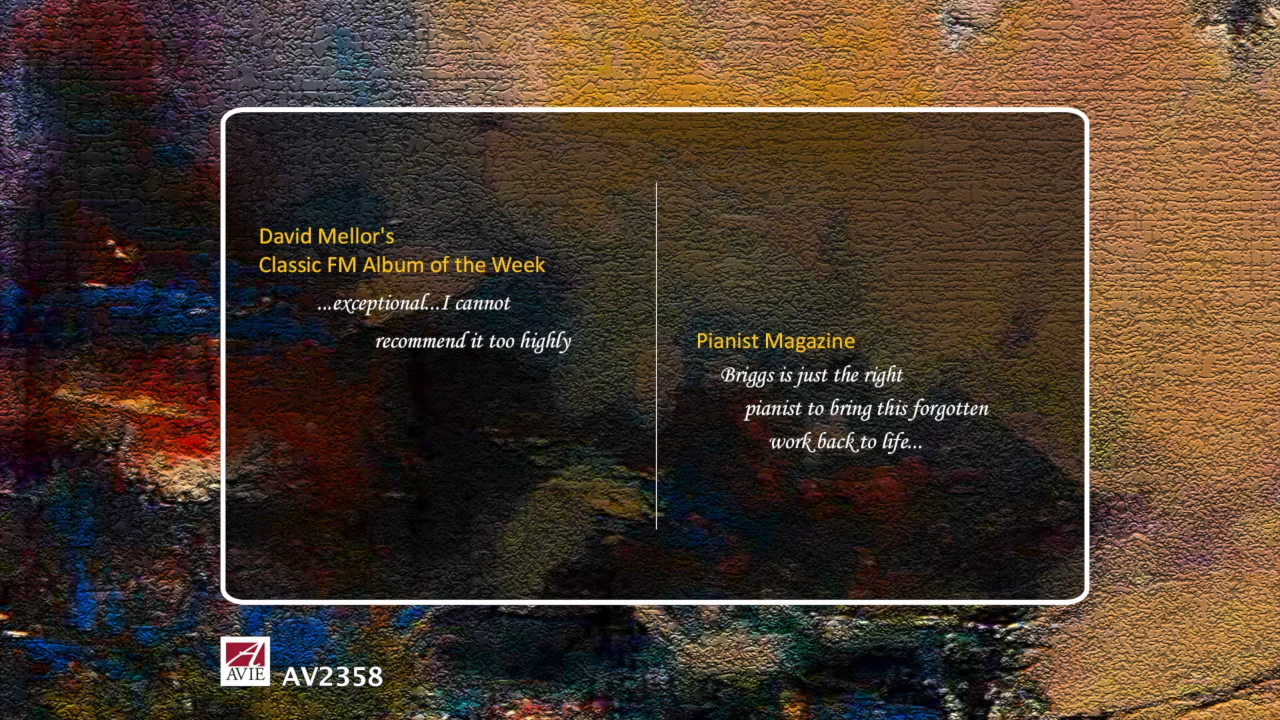 David Mellor's
Classic FM Album of the Week
...exceptional...I cannot
recommend it too highly
Pianist Magazine
Briggs is just the right
pianist to bring this forgotten
work back to life...
A
AVIE
AV2358